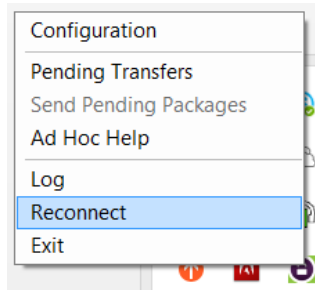 Configuration
Pending Transfers
Send Pending Packages
Ad Hoc Help
Log
Reconnect
Exit